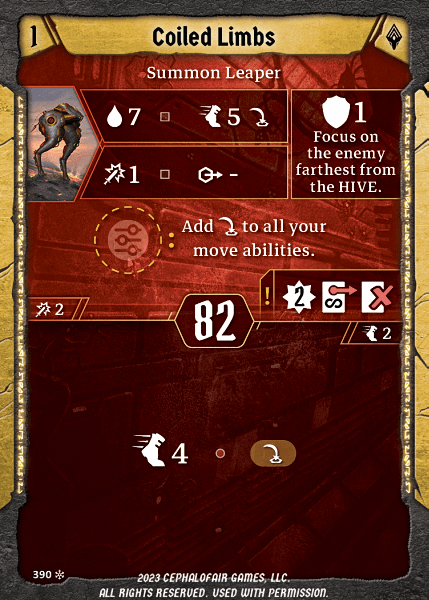 1
Coiled Limbs
Summon Leaper
7
5
1
-
1
Focus on
the enemy
farthest from
the HIVE.
: Add to all your
move abilities.
2
! 2
82
2
4
390
2023 CEPHALOFAIR GAMES, LLC.
ALL RIGHTS RESERVED. USED WITH PERMISSION.